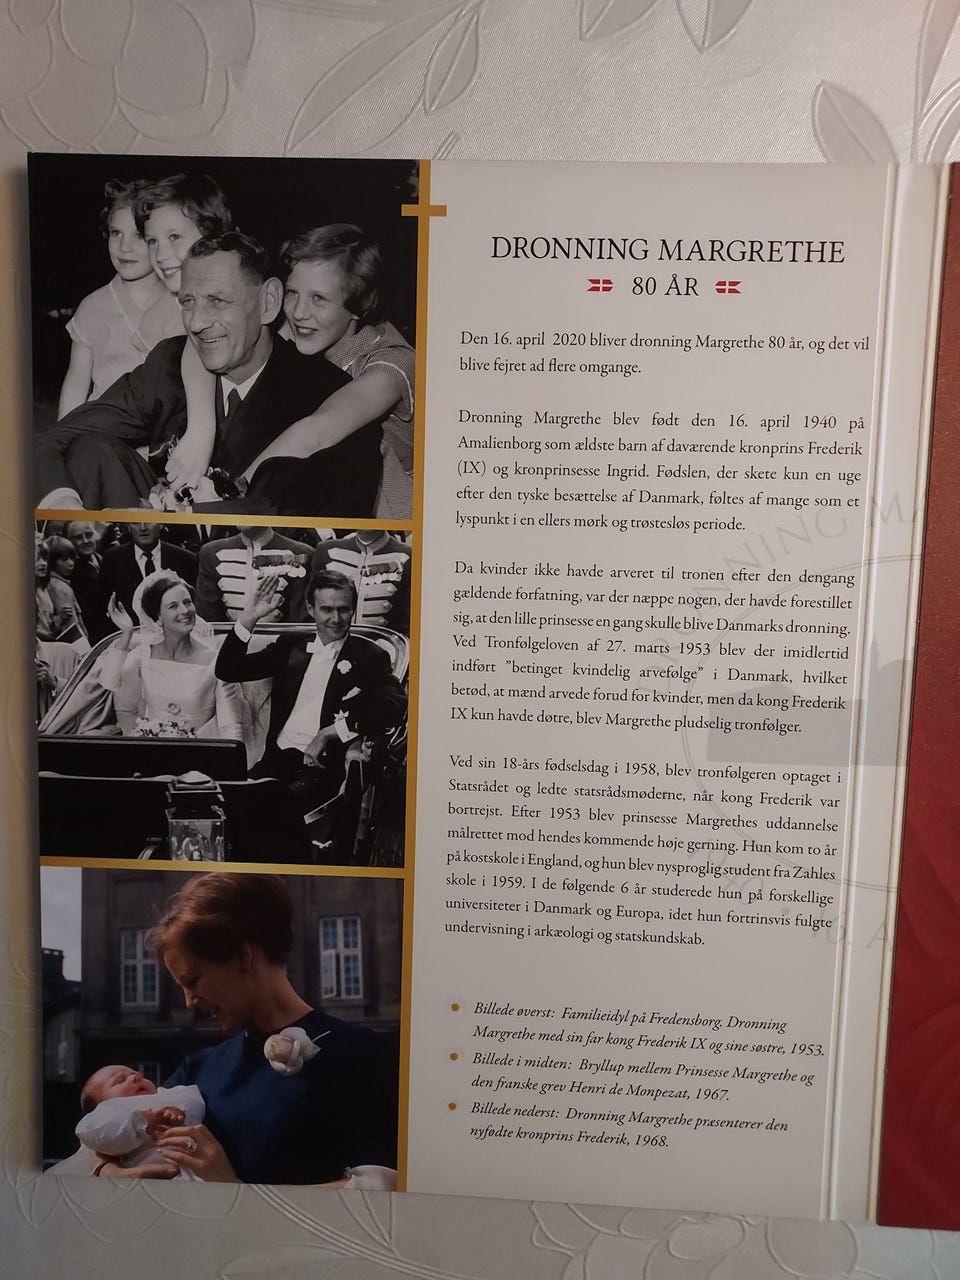 DRONNING MARGRETHE
80 ÅR
Den 16. april 2020 bliver dronning Margrethe 80 år, og det vil
blive fejret ad flere omgange.
Dronning Margrethe blev født den 16. april 1940 på
Amalienborg som ældste barn af daværende kronprins Frederik
(IX) og kronprinsesse Ingrid. Fødslen, der skete kun en uge
efter den tyske besættelse af Danmark, føltes af mange som et
lyspunkt i en ellers mørk og trøstesløs periode.
Da kvinder ikke havde arveret til tronen efter den dengang
gældende forfatning, var der næppe nogen, der havde forestillet
sig, at den lille prinsesse en gang skulle blive Danmarks dronning.
Ved Tronfølgeloven af 27. marts 1953 blev der imidlertid
indført ”betinget kvindelig arvefølge” i Danmark, hvilket
betød, at mænd arvede forud for kvinder, men da kong Frederik
IX kun havde døtre, blev Margrethe pludselig tronfølger.
Ved sin 18-års fødselsdag i 1958, blev tronfølgeren optaget i
Statsrådet og ledte statsrådsmøderne, når kong Frederik var
bortrejst. Efter 1953 blev prinsesse Margrethes uddannelse
målrettet mod hendes kommende høje gerning. Hun kom to år
på kostskole i England, og hun blev nysproglig student fra Zahles
skole i 1959. I de følgende 6 år studerede hun på forskellige
universiteter i Danmark og Europa, idet hun fortrinsvis fulgte
undervisning i arkæologi og statskundskab.
• Billede øverst: Familieidyl på Fredensborg. Dronning
Margrethe med sin far kong Frederik IX og sine søstre, 1953.
• Billede i midten: Bryllup mellem Prinsesse Margrethe og
den franske grev Henri de Monpezat, 1967.
• Billede nederst: Dronning Margrethe præsenterer den
nyfødte kronprins Frederik, 1968.
DRONNING MA
1940 • 16. A